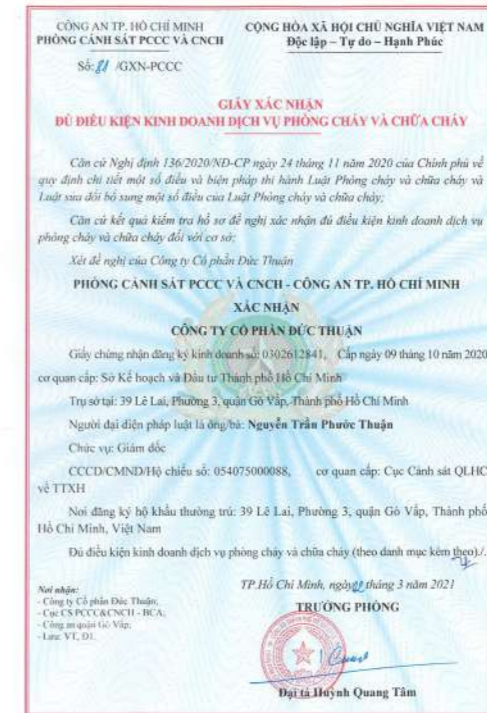 CÔNG AN TP. HỒ CHÍ MINH
PHÒNG CẢNH SÁT PCCC VÀ CNCH
CỘNG HÒA XÃ HỘI CHỦ NGHĨA VIỆT NAM
Độc lập – Tự do – Hạnh Phúc
Số: 81 /GXN-PCCC
GIẤY XÁC NHẬN
ĐỦ ĐIỀU KIỆN KINH DOANH DỊCH VỤ PHÒNG CHÁY VÀ CHỮA CHÁY
Căn cứ Nghị định 136/2020/NĐ-CP ngày 24 tháng 11 năm 2020 của Chính phủ về
quy định chi tiết một số điều và biện pháp thi hành Luật Phòng cháy và chữa cháy và
Luật sửa đổi bổ sung một số điều của Luật Phòng cháy và chữa cháy;
Căn cứ kết quả kiểm tra hồ sơ đề nghị xác nhận đủ điều kiện kinh doanh dịch vụ
phòng cháy và chữa cháy đối với cơ sở;
Xét đề nghị của Công ty Cổ phần Đức Thuận
PHÒNG CẢNH SÁT PCCC VÀ CNCH - CÔNG AN TP. HỒ CHÍ MINH
XÁC NHẬN
CÔNG TY CỔ PHẦN ĐỨC THUẬN
Giấy chứng nhận đăng ký kinh doanh số: 0302612841, Cấp ngày 09 tháng 10 năm 2020
cơ quan cấp: Sở Kế hoạch và Đầu tư Thành phố Hồ Chí Minh
Trụ sở tại: 39 Lê Lai, Phường 3, quận Gò Vấp, Thành phố Hồ Chí Minh
Người đại diện pháp luật là ông/bà: Nguyễn Trần Phước Thuận
Chức vụ: Giám đốc
CCCD/CMND/Hộ chiếu số: 054075000088, cơ quan cấp: Cục Cảnh sát QLHC
về TTXH
Nơi đăng ký hộ khẩu thường trú: 39 Lê Lai, Phường 3, quận Gò Vấp, Thành phố
Hồ Chí Minh, Việt Nam
Đủ điều kiện kinh doanh dịch vụ phòng cháy và chữa cháy (theo danh mục kèm theo)./.
TP.Hồ Chí Minh, ngày tháng 3 năm 2021
TRƯỞNG PHÒNG
Nơi nhận:
- Công ty Cổ phần Đức Thuận;
- Cục CS PCCC&CNCH - BCA;
- Công an quận Gò Vấp;
- Lưu: VT, Đ1.
Đại tá Huỳnh Quang Tâm